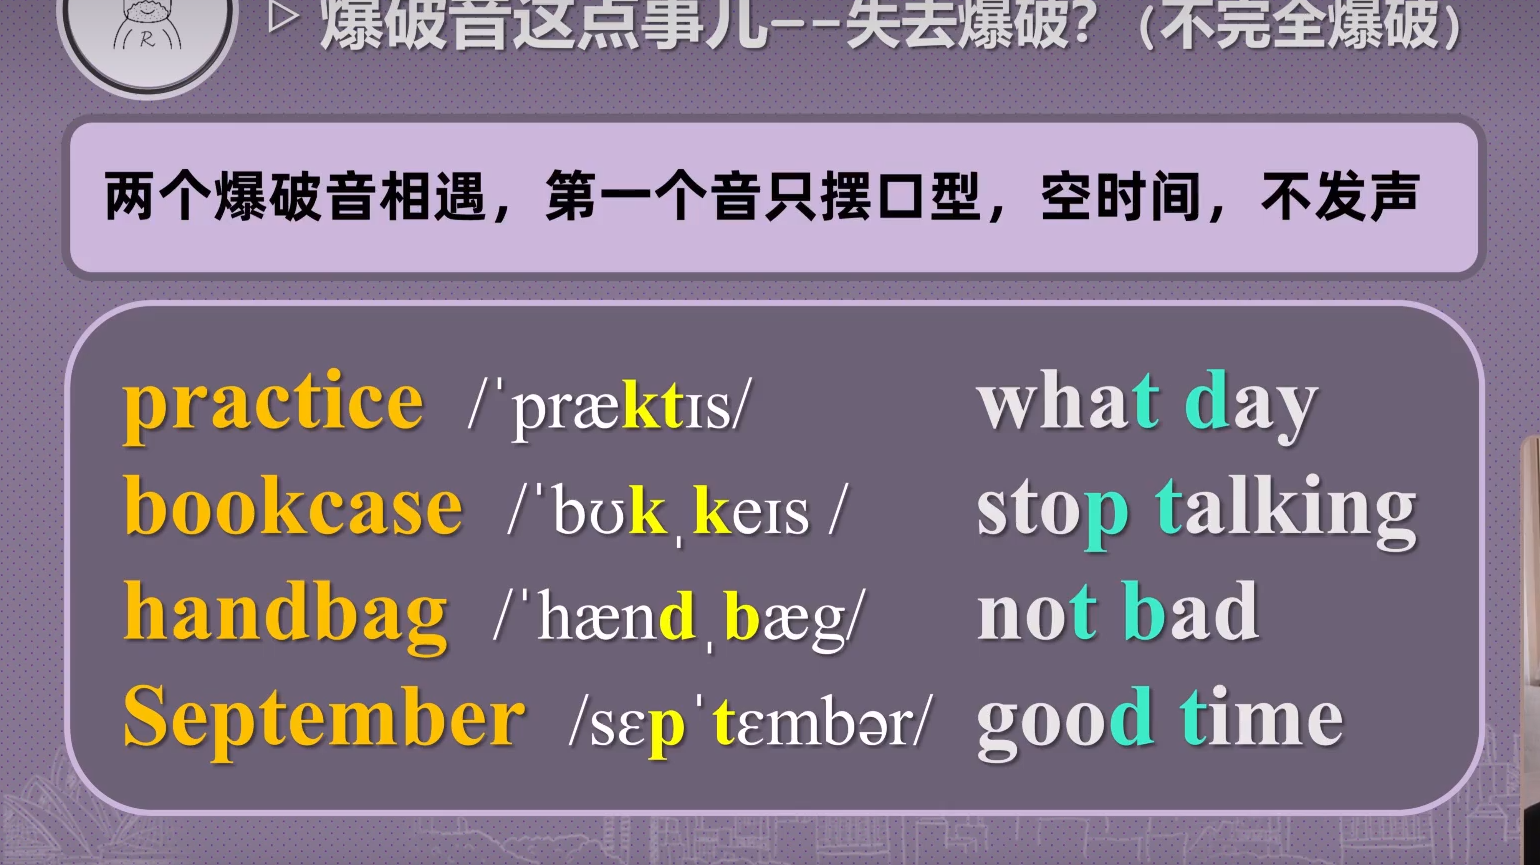 R
爆破音这点事儿--失去爆破?(不完全爆破)
两个爆破音相遇，第一个音只摆口型，空时间，不发声
practice /ˈpræktɪs/ what day
bookcase /ˈbʊkˌkeɪs / stop talking
handbag /ˈhændˌbæg/ not bad
September /sɛpˈtɛmbər/ good time